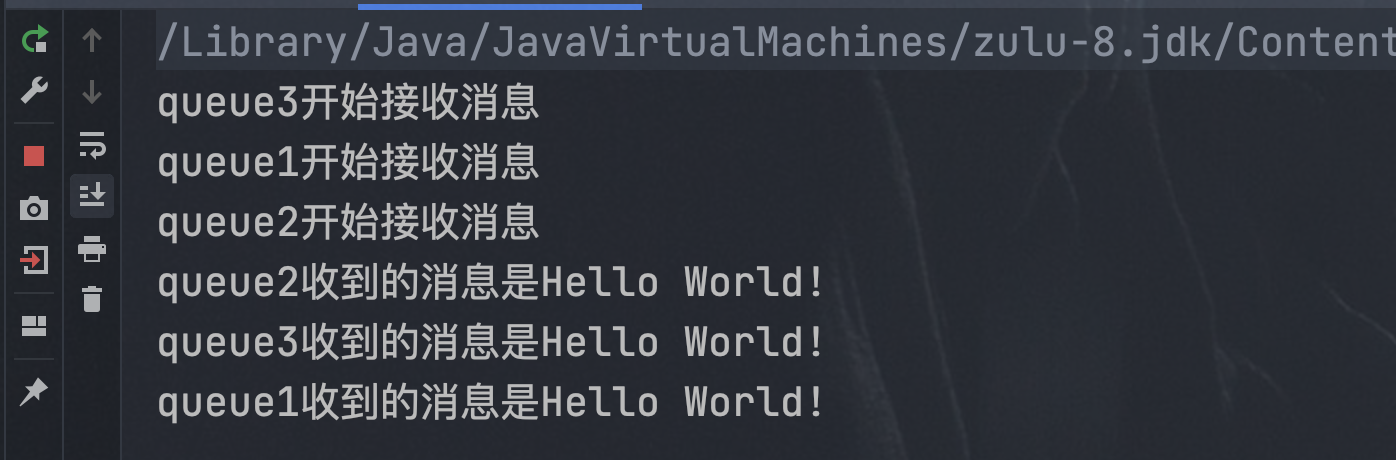 /Library/Java/JavaVirtualMachines/zulu-8.jdk/Content
queue3开始接收消息
queue1开始接收消息
queue2开始接收消息
queue2收到的消息是Hello World!
queue3收到的消息是Hello World!
queue1收到的消息是Hello World!